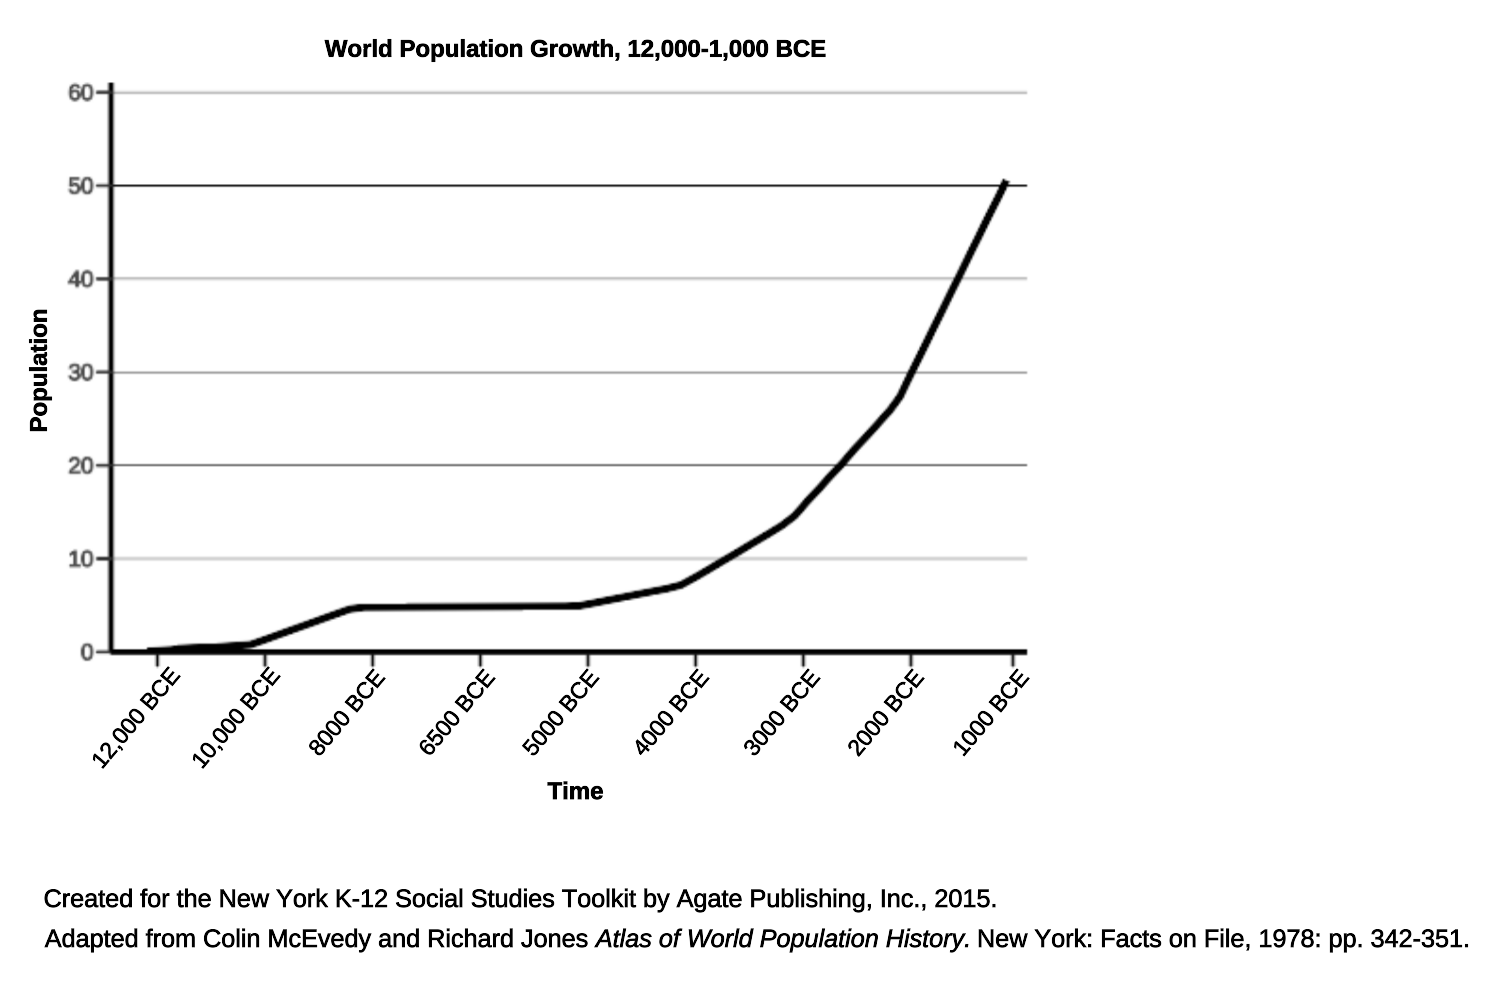 World Population Growth, 12,000-1,000 BCE
60
50
40
30
20
10
0
Population
12,000 BCE
10,000 BCE
8000 BCE
6500 BCE
5000 BCE
4000 BCE
3000 BCE
2000 BCE
1000 BCE
Time
Created for the New York K-12 Social Studies Toolkit by Agate Publishing, Inc., 2015.
Adapted from Colin McEvedy and Richard Jones Atlas of World Population History. New York: Facts on File, 1978: pp. 342-351.